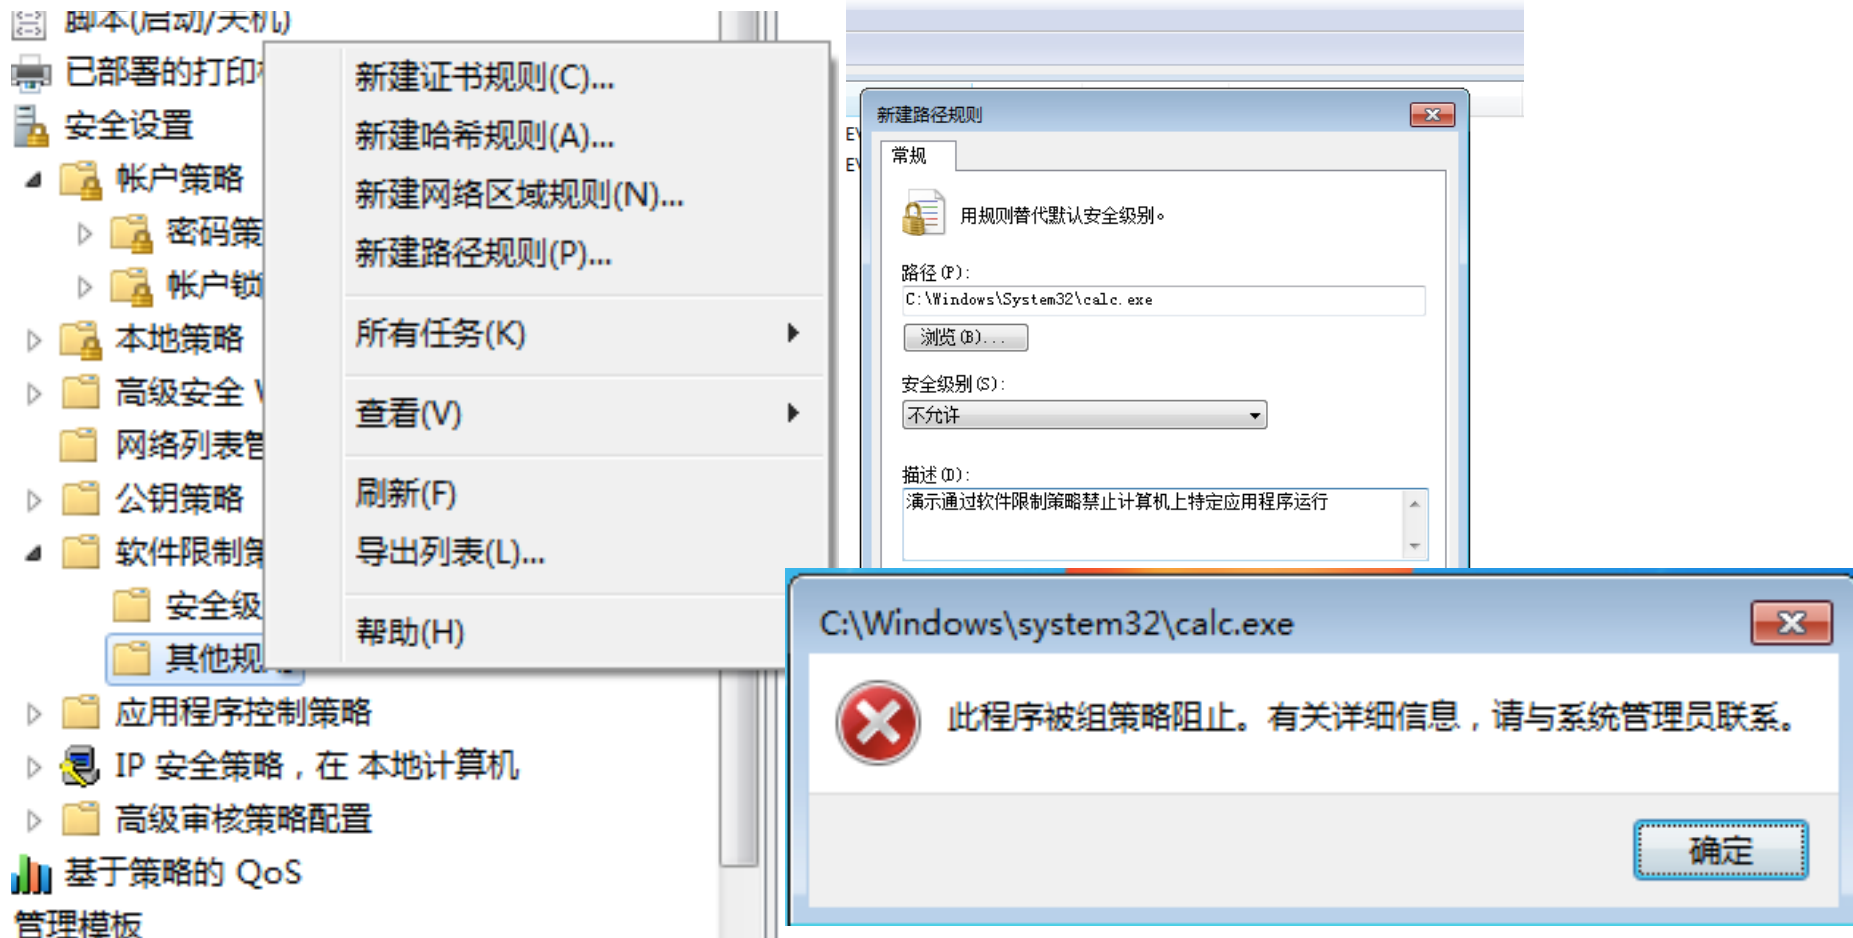 脚本(启动/关机)
已部署的打印
安全设置
帐户策略
密码策
帐户锁
本地策略
高级安全
网络列表管
公钥策略
软件限制策
安全级
其他规
应用程序控制策略
IP 安全策略，在 本地计算机
高级审核策略配置
基于策略的 QoS
管理模板
新建证书规则(C)...
新建哈希规则(A)...
新建网络区域规则(N)...
新建路径规则(P)...
所有任务(K)
查看(V)
刷新(F)
导出列表(L)...
帮助(H)
新建路径规则
常规
用规则替代默认安全级别。
路径(P):
C:\Windows\System32\calc.exe
浏览(B)...
安全级别(S):
不允许
描述(D):
演示通过软件限制策略禁止计算机上特定应用程序运行
C:\Windows\system32\calc.exe
此程序被组策略阻止。有关详细信息，请与系统管理员联系。
确定